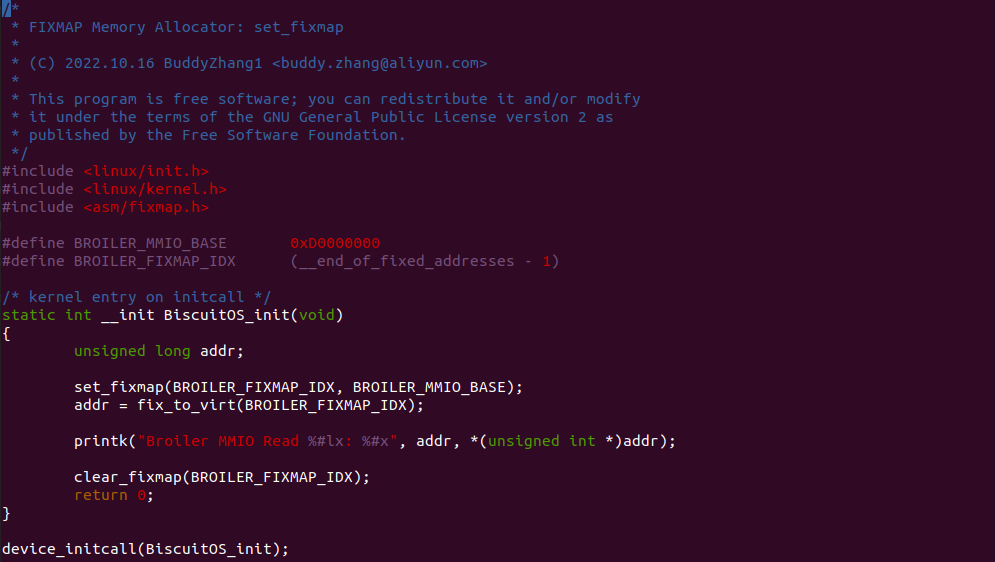 /*
 * FIXMAP Memory Allocator: set_fixmap
 *
 * (C) 2022.10.16 BuddyZhang1 <buddy.zhang@aliyun.com>
 *
 * This program is free software; you can redistribute it and/or modify
 * it under the terms of the GNU General Public License version 2 as
 * published by the Free Software Foundation.
 */
#include <linux/init.h>
#include <linux/kernel.h>
#include <asm/fixmap.h>

#define BROILER_MMIO_BASE       0xD0000000
#define BROILER_FIXMAP_IDX      (__end_of_fixed_addresses - 1)

/* kernel entry on initcall */
static int __init BiscuitOS_init(void)
{
        unsigned long addr;

        set_fixmap(BROILER_FIXMAP_IDX, BROILER_MMIO_BASE);
        addr = fix_to_virt(BROILER_FIXMAP_IDX);

        printk("Broiler MMIO Read %#lx: %#x", addr, *(unsigned int *)addr);

        clear_fixmap(BROILER_FIXMAP_IDX);
        return 0;
}

device_initcall(BiscuitOS_init);